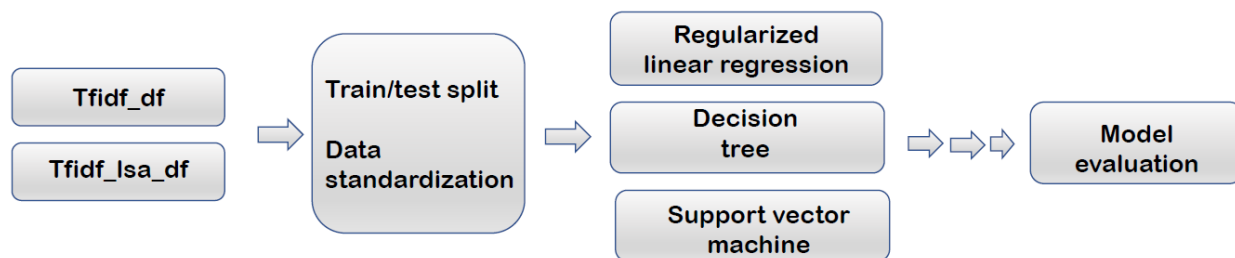 Tfidf_df
Tfidf_lsa_df
Train/test split
Data
standardization
Regularized
linear regression
Decision
tree
Support vector
machine
Model
evaluation